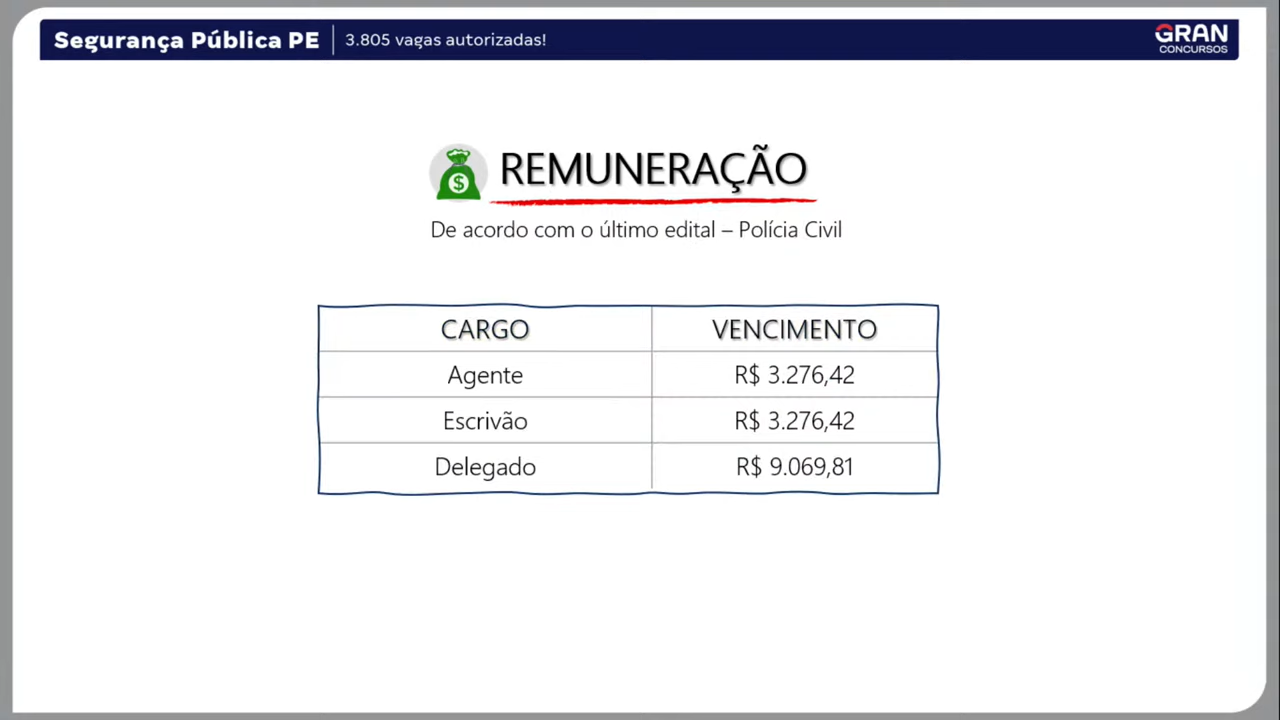 Segurança Pública PE
3.805 vagas autorizadas!
GRAN
CONCURSOS
$
REMUNERAÇÃO
De acordo com o último edital – Polícia Civil
CARGO VENCIMENTO
Agente R$ 3.276,42
Escrivão R$ 3.276,42
Delegado R$ 9.069,81